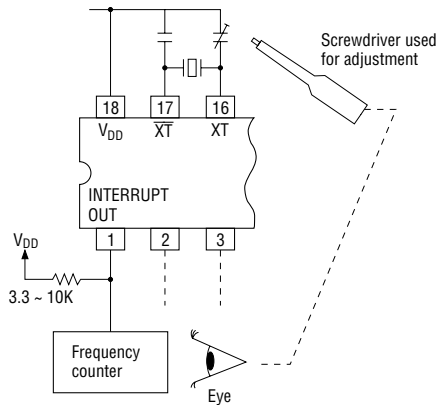 Screwdriver used
for adjustment
18 17 16
VDD XT XT
INTERRUPT
OUT
1 2 3
VDD
3.3 ~ 10K
Frequency
counter
Eye